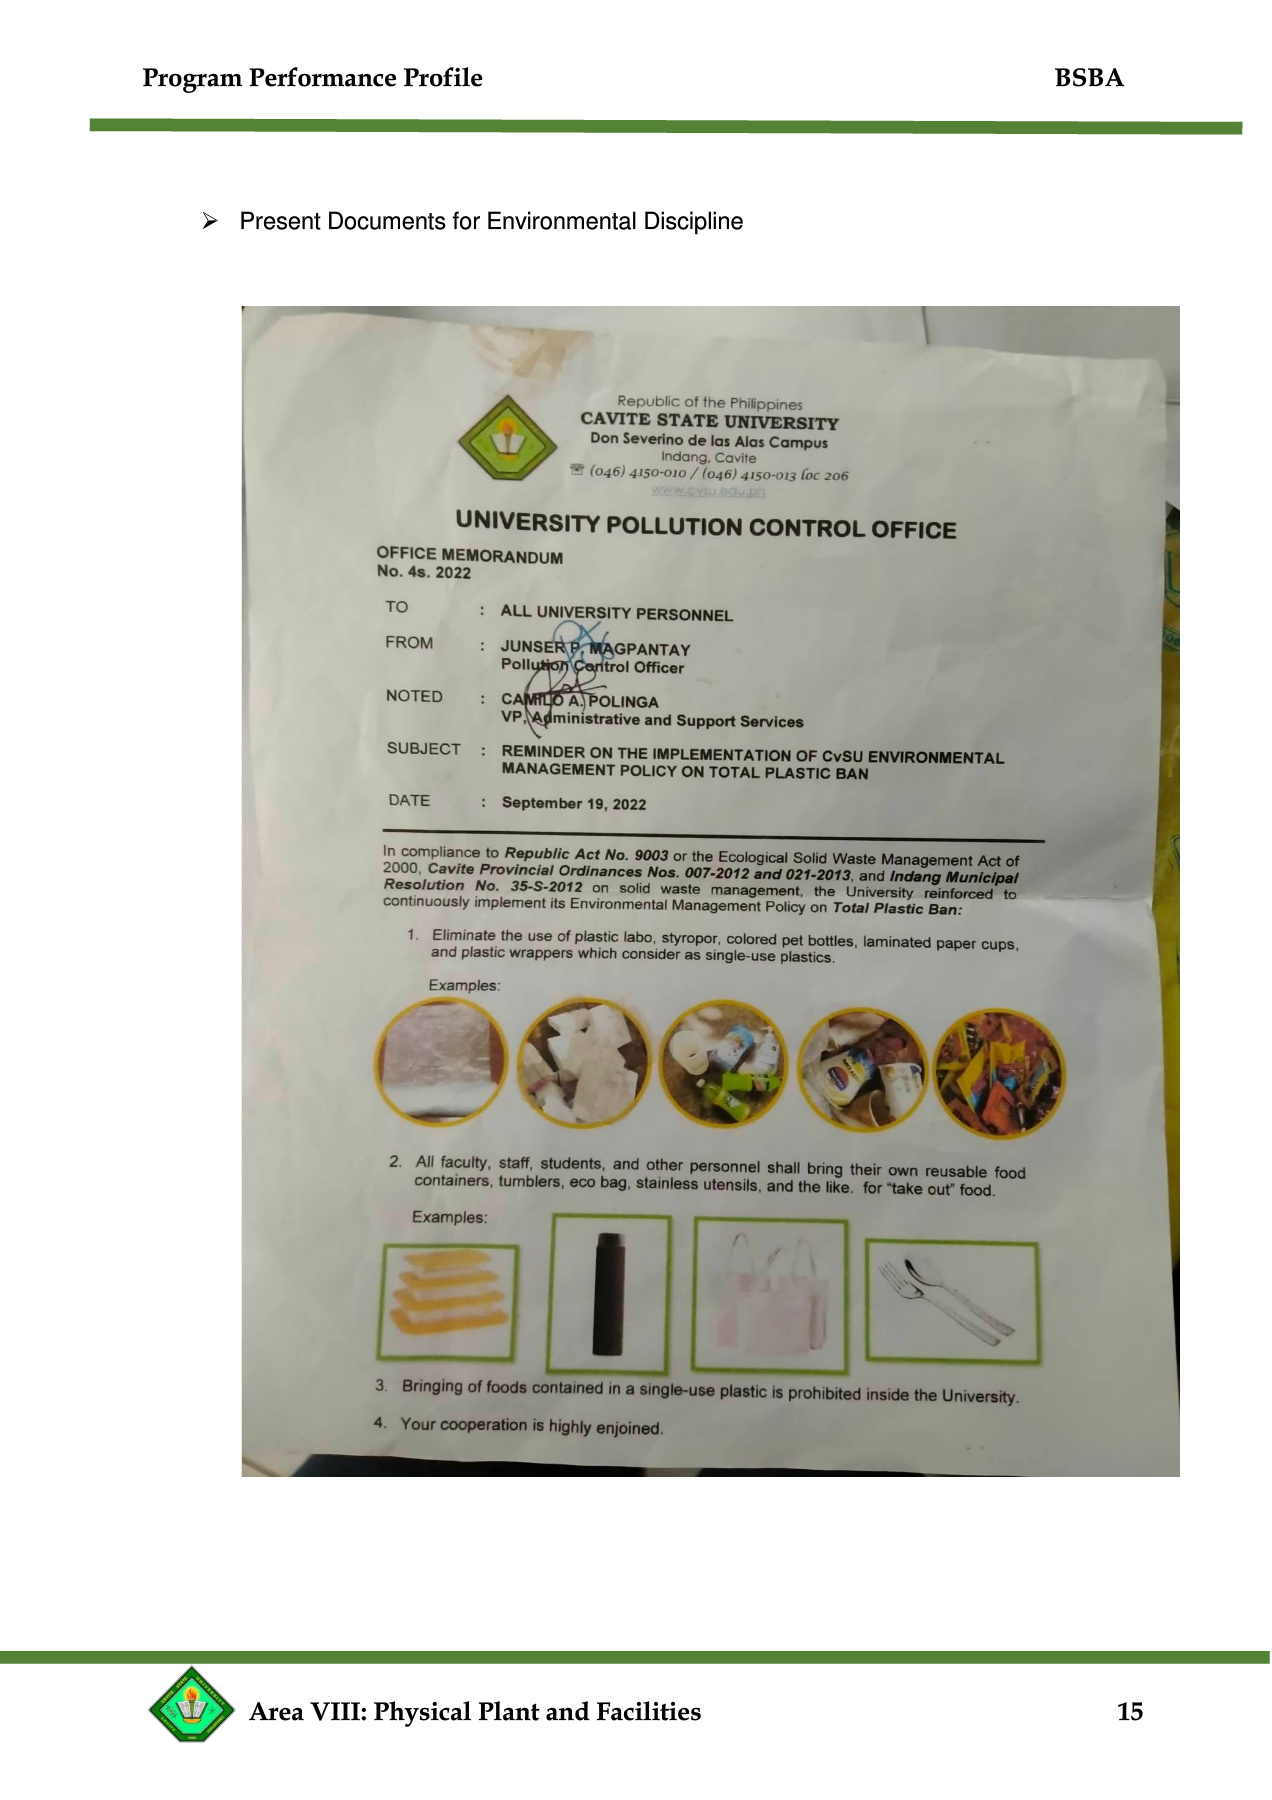 Program Performance Profile BSBA
Present Documents for Environmental Discipline
Republic of the Philippines
CAVITE STATE UNIVERSITY
Don Severino de las Alas Campus
Indang, Cavite
☏ (046) 4150-010 / (046) 4150-013 loc 206
www.cvsu.edu.ph
UNIVERSITY POLLUTION CONTROL OFFICE
OFFICE MEMORANDUM
No. 4s. 2022
TO : ALL UNIVERSITY PERSONNEL
FROM : JUNSER P. MAGPANTAY
Pollution Control Officer
NOTED : CAMILO A. POLINGA
VP, Administrative and Support Services
SUBJECT : REMINDER ON THE IMPLEMENTATION OF CvSU ENVIRONMENTAL
MANAGEMENT POLICY ON TOTAL PLASTIC BAN
DATE : September 19, 2022
In compliance to Republic Act No. 9003 or the Ecological Solid Waste Management Act of
2000, Cavite Provincial Ordinances Nos. 007-2012 and 021-2013, and Indang Municipal
Resolution No. 35-S-2012 on solid waste management, the University reinforced to
continuously implement its Environmental Management Policy on Total Plastic Ban:
1. Eliminate the use of plastic labo, styropor, colored pet bottles, laminated paper cups,
and plastic wrappers which consider as single-use plastics.
Examples:
2. All faculty, staff, students, and other personnel shall bring their own reusable food
containers, tumblers, eco bag, stainless utensils, and the like. for “take out” food.
Examples:
3. Bringing of foods contained in a single-use plastic is prohibited inside the University.
4. Your cooperation is highly enjoined.
Area VIII: Physical Plant and Facilities 15